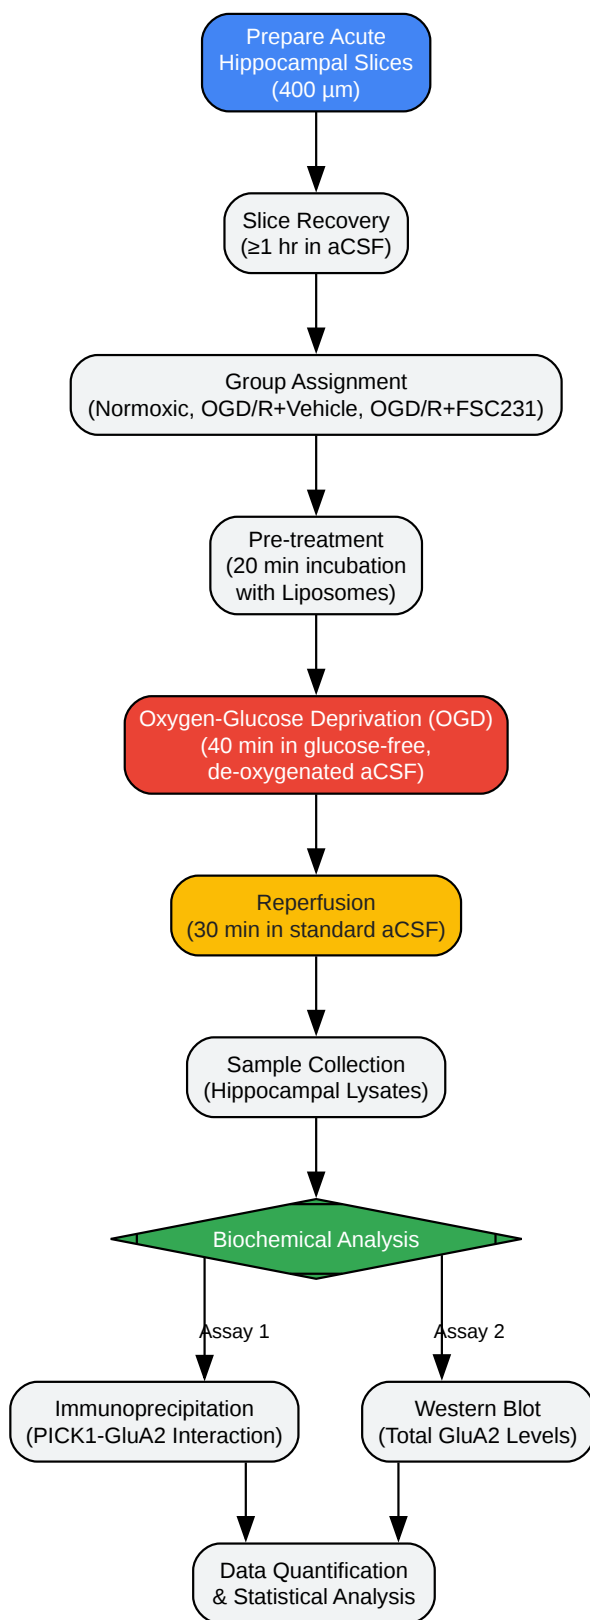 Prepare Acute
Hippocampal Slices
(400 µm)
Slice Recovery
(≥1 hr in aCSF)
Group Assignment
(Normoxic, OGD/R+Vehicle, OGD/R+FSC231)
Pre-treatment
(20 min incubation
with Liposomes)
Oxygen-Glucose Deprivation (OGD)
(40 min in glucose-free,
de-oxygenated aCSF)
Reperfusion
(30 min in standard aCSF)
Sample Collection
(Hippocampal Lysates)
Biochemical Analysis
Assay 1
Assay 2
Immunoprecipitation
(PICK1-GluA2 Interaction)
Western Blot
(Total GluA2 Levels)
Data Quantification
& Statistical Analysis